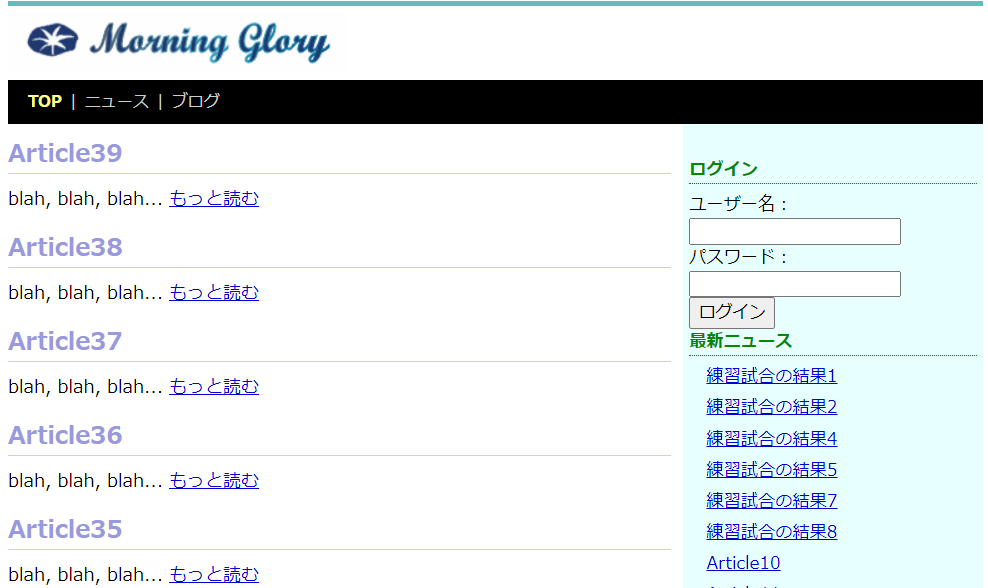 Morning Glory
TOP | ニュース | ブログ
Article39
blah, blah, blah... もっと読む
Article38
blah, blah, blah... もっと読む
Article37
blah, blah, blah... もっと読む
Article36
blah, blah, blah... もっと読む
Article35
blah, blah, blah... もっと読む
ログイン
ユーザー名：
パスワード：
ログイン
最新ニュース
練習試合の結果1
練習試合の結果2
練習試合の結果4
練習試合の結果5
練習試合の結果7
練習試合の結果8
Article10